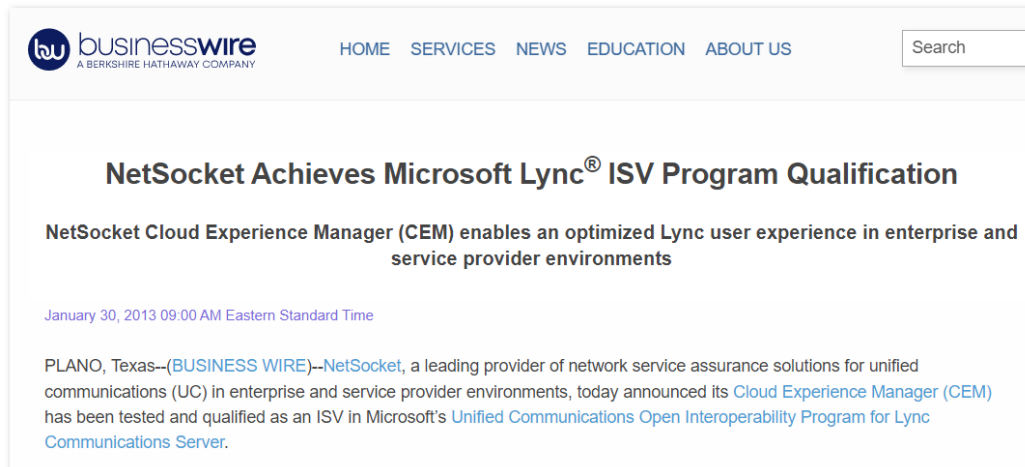 businesswire
A BERKSHIRE HATHAWAY COMPANY
HOME SERVICES NEWS EDUCATION ABOUT US
Search
NetSocket Achieves Microsoft Lync® ISV Program Qualification
NetSocket Cloud Experience Manager (CEM) enables an optimized Lync user experience in enterprise and
service provider environments
January 30, 2013 09:00 AM Eastern Standard Time
PLANO, Texas--(BUSINESS WIRE)--NetSocket, a leading provider of network service assurance solutions for unified
communications (UC) in enterprise and service provider environments, today announced its Cloud Experience Manager (CEM)
has been tested and qualified as an ISV in Microsoft's Unified Communications Open Interoperability Program for Lync
Communications Server.